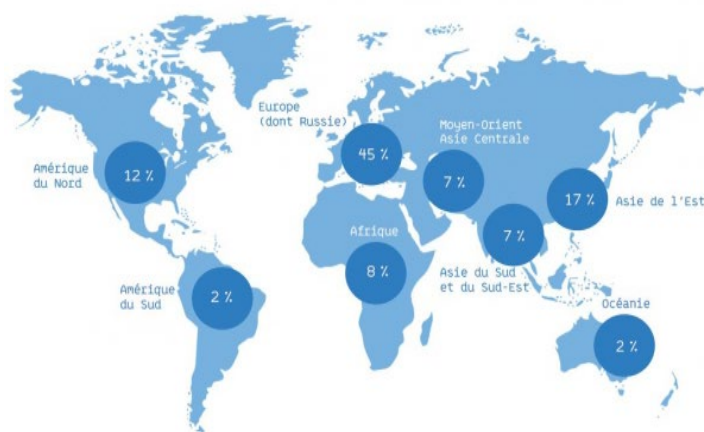 Europe
(dont Russie)
45 %
Moyen-Orient
Asie Centrale
7 %
Amérique
du Nord
12 %
17 %
Asie de l'Est
Afrique
8 %
7 %
Asie du Sud
et du Sud-Est
Amérique
du Sud
2 %
Océanie
2 %